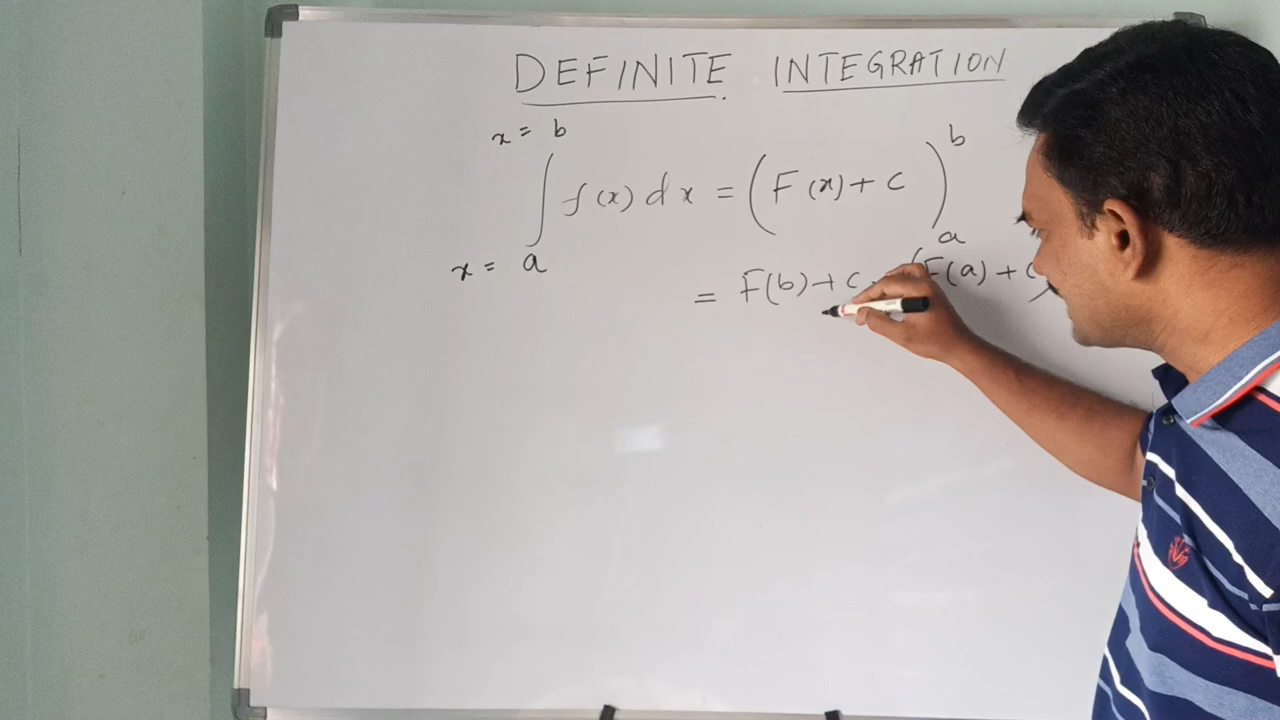 DEFINITE INTEGRATION
x = b
∫ f(x) dx = (F(x) + c)
b
a
x = a
= F(b) + c - (F(a) + c)